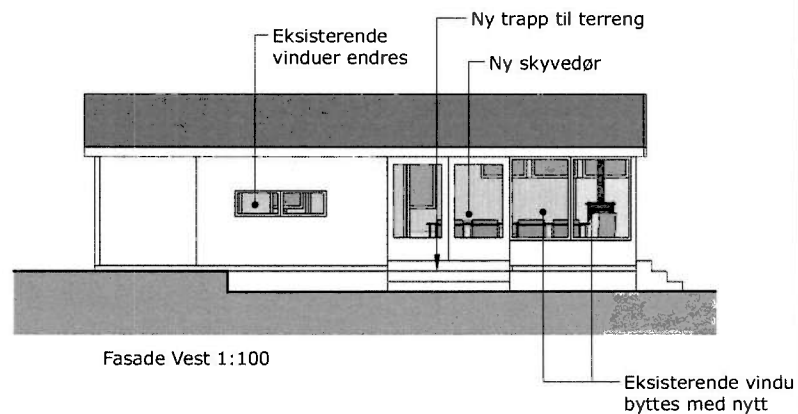 Ny trapp til terreng
Eksisterende
vinduer endres
Ny skyvedør
Fasade Vest 1:100
Eksisterende vindu
byttes med nytt